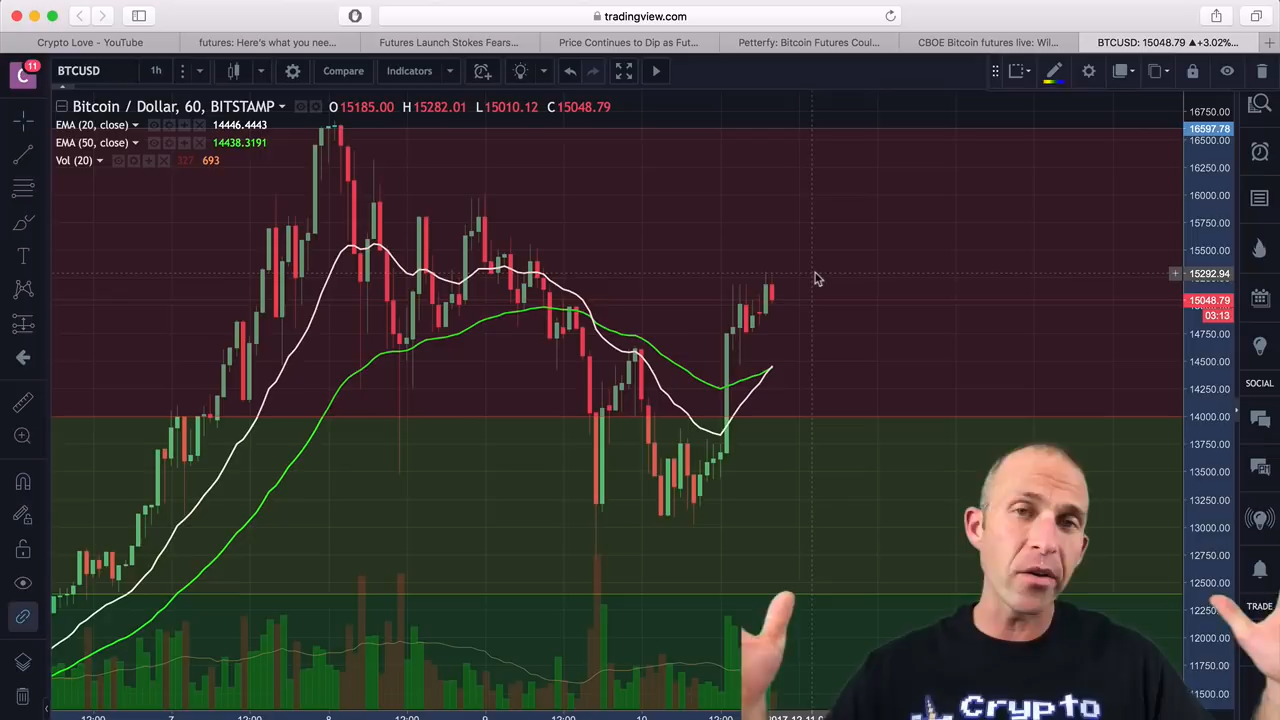 tradingview.com
Crypto Love - YouTube
futures: Here's what you nee...
Futures Launch Stokes Fears...
Price Continues to Dip as Fut...
Petterfy: Bitcoin Futures Coul...
CBOE Bitcoin futures live: Wil...
BTCUSD: 15048.79 ▲+3.02%...
C
11
BTCUSD
1h
Compare
Indicators
Bitcoin / Dollar, 60, BITSTAMP
O 15185.00 H 15282.01 L 15010.12 C 15048.79
EMA (20, close) 14446.4443
EMA (50, close) 14438.3191
Vol (20) 327 693
16750.00
16597.78
16500.00
16250.00
16000.00
15750.00
15500.00
15292.94
15048.79
03:13
14750.00
14500.00
14250.00
14000.00
13750.00
13500.00
13250.00
13000.00
12750.00
12500.00
12250
12000.00
11750.00
11500.00
SOCIAL
TRADE
12:00
7
12:00
8
12:00
9
12:00
10
12:00
2017-12-11 0
Crypto